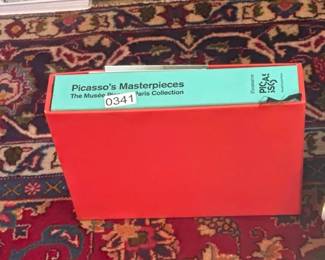 Picasso's Masterpieces
The Musée Paris Collection
0341